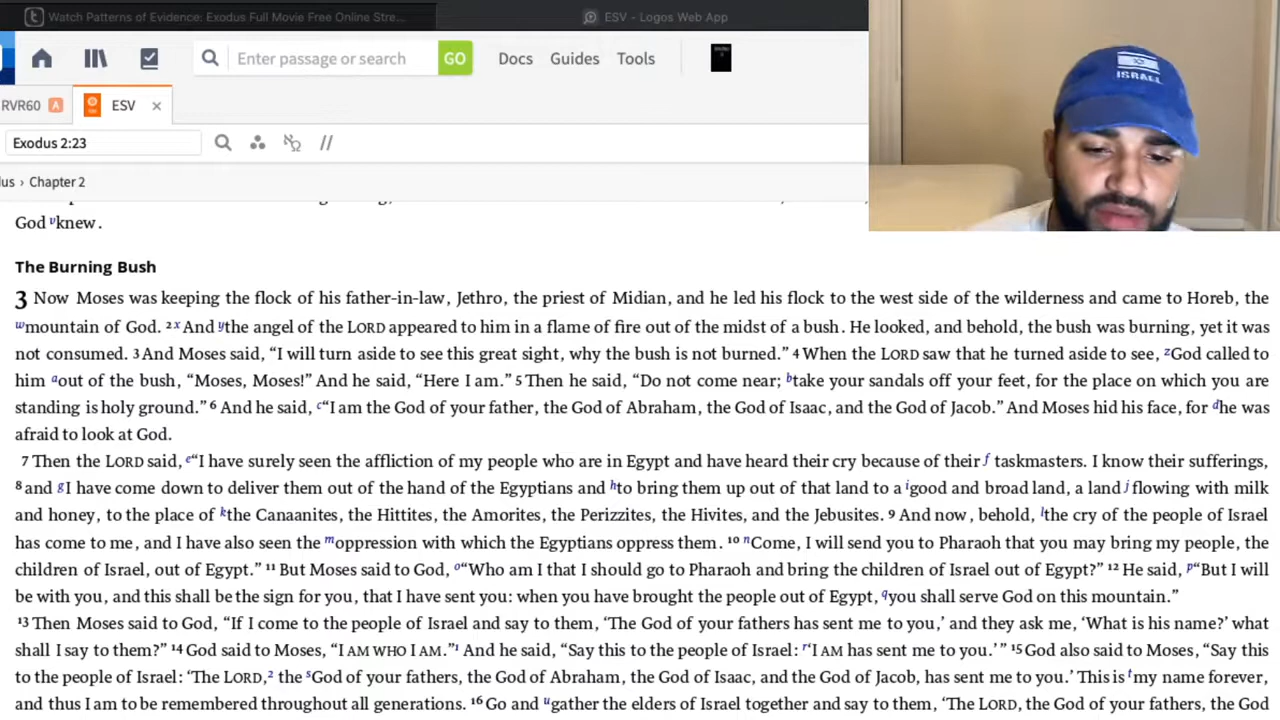 Watch Patterns of Evidence: Exodus Full Movie Free Online Stre...
ESV - Logos Web App
Enter passage or search
GO
Docs
Guides
Tools
RVR60 A
ESV ×
Exodus 2:23
lus › Chapter 2
God ᵛknew.
The Burning Bush
3 Now Moses was keeping the flock of his father-in-law, Jethro, the priest of Midian, and he led his flock to the west side of the wilderness and came to Horeb, the
ʷmountain of God. ² ˣ And ʸthe angel of the LORD appeared to him in a flame of fire out of the midst of a bush. He looked, and behold, the bush was burning, yet it was
not consumed. ³ And Moses said, “I will turn aside to see this great sight, why the bush is not burned.” ⁴ When the LORD saw that he turned aside to see, ᶻGod called to
him ᵃout of the bush, “Moses, Moses!” And he said, “Here I am.” ⁵ Then he said, “Do not come near; ᵇtake your sandals off your feet, for the place on which you are
standing is holy ground.” ⁶ And he said, ᶜ“I am the God of your father, the God of Abraham, the God of Isaac, and the God of Jacob.” And Moses hid his face, for ᵈhe was
afraid to look at God.
⁷ Then the LORD said, ᵉ“I have surely seen the affliction of my people who are in Egypt and have heard their cry because of their ᶠ taskmasters. I know their sufferings,
⁸ and ᵍI have come down to deliver them out of the hand of the Egyptians and ʰto bring them up out of that land to a ⁱgood and broad land, a land ʲ flowing with milk
and honey, to the place of ᵏthe Canaanites, the Hittites, the Amorites, the Perizzites, the Hivites, and the Jebusites. ⁹ And now, behold, ˡthe cry of the people of Israel
has come to me, and I have also seen the ᵐoppression with which the Egyptians oppress them. ¹⁰ ⁿCome, I will send you to Pharaoh that you may bring my people, the
children of Israel, out of Egypt.” ¹¹ But Moses said to God, ᵒ“Who am I that I should go to Pharaoh and bring the children of Israel out of Egypt?” ¹² He said, ᵖ“But I will
be with you, and this shall be the sign for you, that I have sent you: when you have brought the people out of Egypt, qyou shall serve God on this mountain.”
¹³ Then Moses said to God, “If I come to the people of Israel and say to them, ‘The God of your fathers has sent me to you,’ and they ask me, ‘What is his name?’ what
shall I say to them?” ¹⁴ God said to Moses, “I AM WHO I AM.”¹ And he said, “Say this to the people of Israel: ʳ‘I AM has sent me to you.’” ¹⁵ God also said to Moses, “Say this
to the people of Israel: ‘The LORD,² the ˢGod of your fathers, the God of Abraham, the God of Isaac, and the God of Jacob, has sent me to you.’ This is ᵗmy name forever,
and thus I am to be remembered throughout all generations. ¹⁶ Go and ᵘgather the elders of Israel together and say to them, ‘The LORD, the God of your fathers, the God
ISRAEL